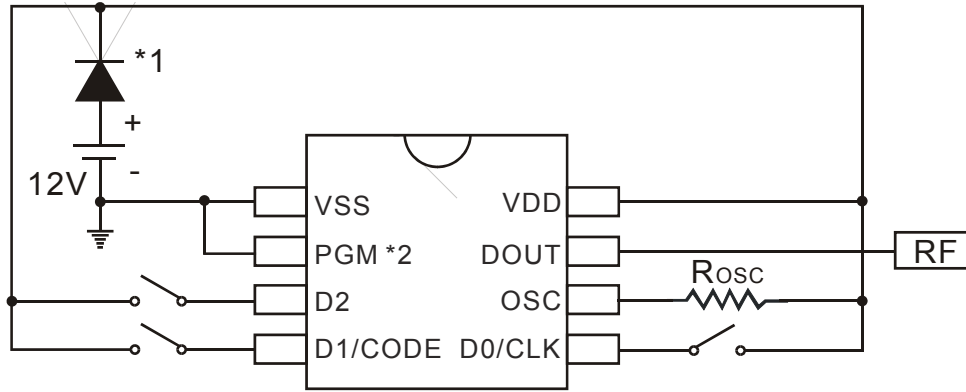 *1
+
-
12V
VSS
VDD
PGM *2
DOUT
RF
D2
OSC
ROSC
D1/CODE
D0/CLK